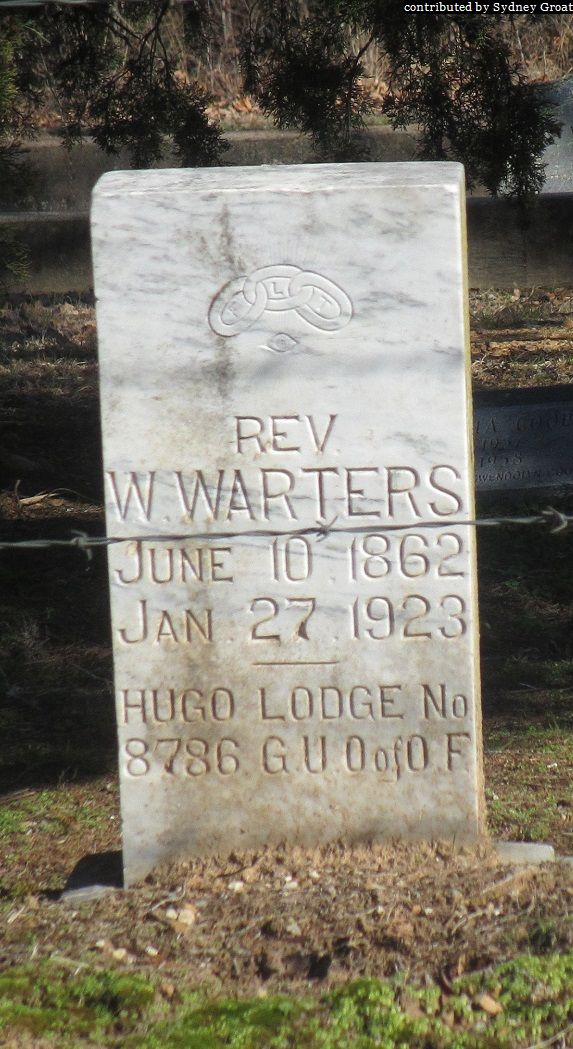 contributed by Sydney Groat
F L T
REV.
W. WARTERS
JUNE 10. 1862
JAN. 27. 1923
HUGO LODGE No
8786. G.U.O of O.F.